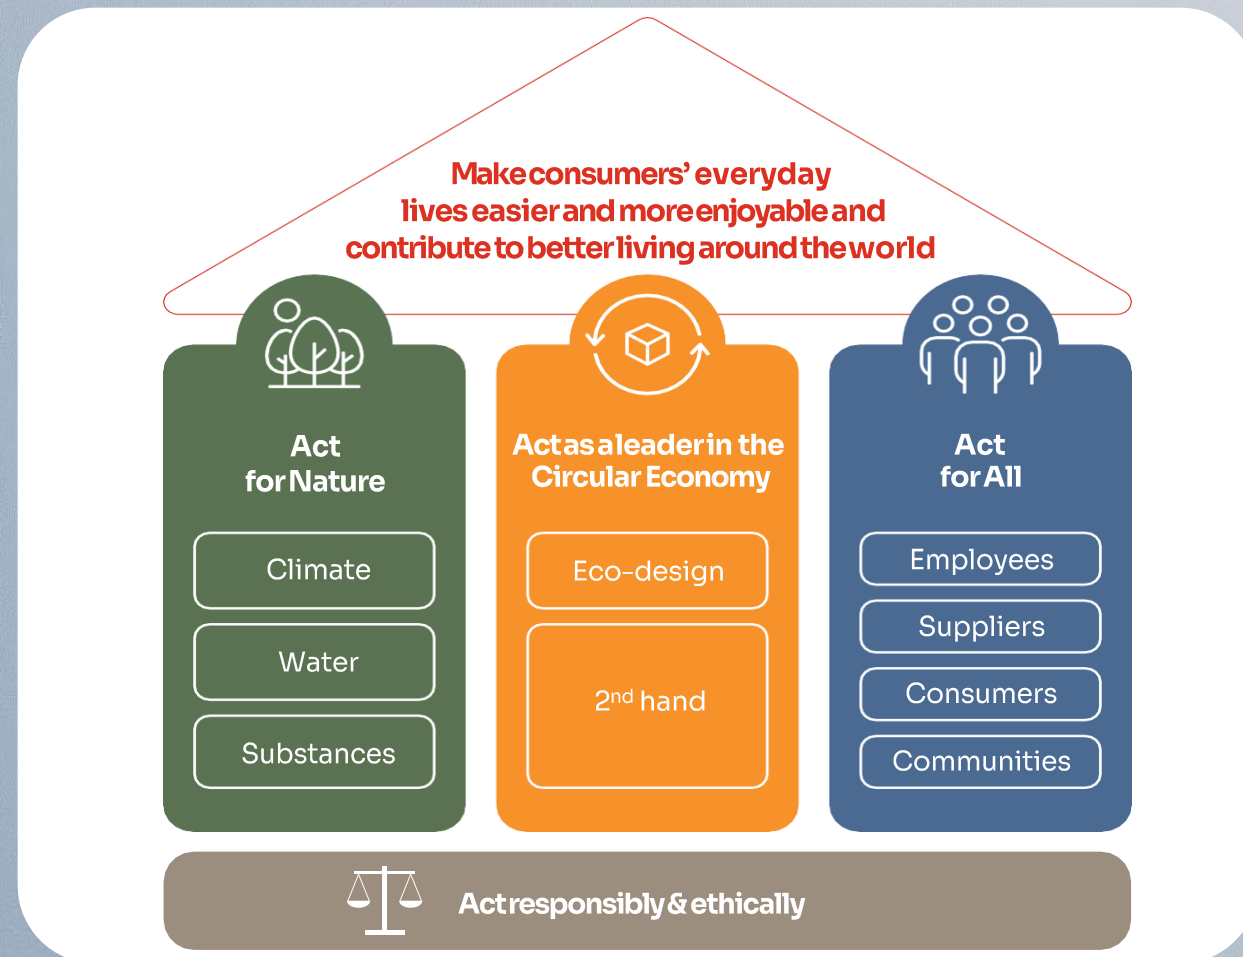 Make consumers’ everyday
lives easier and more enjoyable and
contribute to better living around the world
Act
for Nature
Climate
Water
Substances
Act as a leader in the
Circular Economy
Eco-design
2nd hand
Act
for All
Employees
Suppliers
Consumers
Communities
Act responsibly & ethically